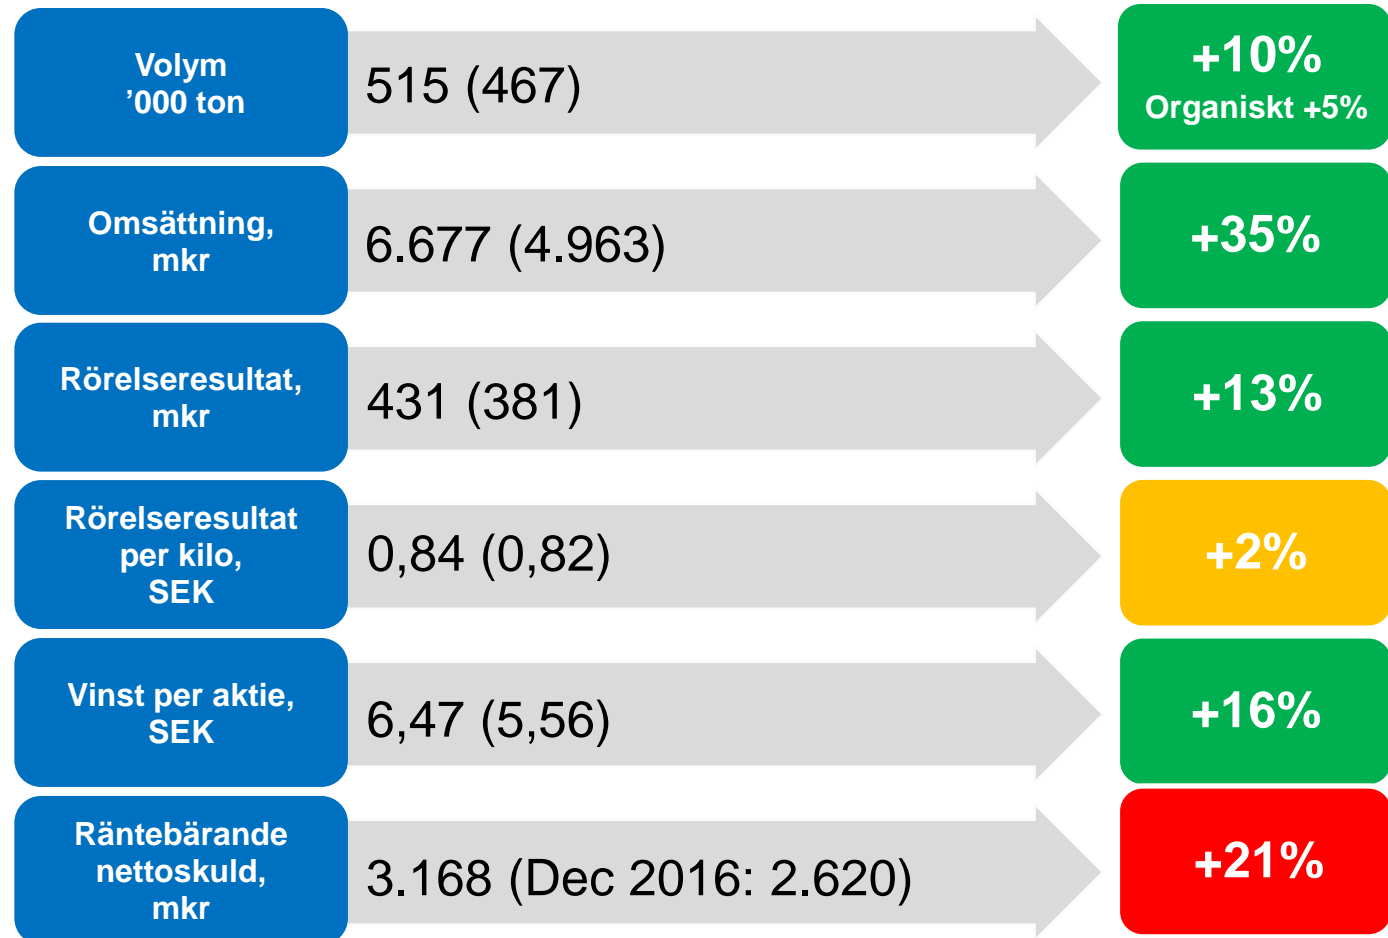 Volym
’000 ton
515 (467)
+10%
Organiskt +5%
Omsättning,
mkr
6.677 (4.963)
+35%
Rörelseresultat,
mkr
431 (381)
+13%
Rörelseresultat
per kilo,
SEK
0,84 (0,82)
+2%
Vinst per aktie,
SEK
6,47 (5,56)
+16%
Räntebärande
nettoskuld,
mkr
3.168 (Dec 2016: 2.620)
+21%